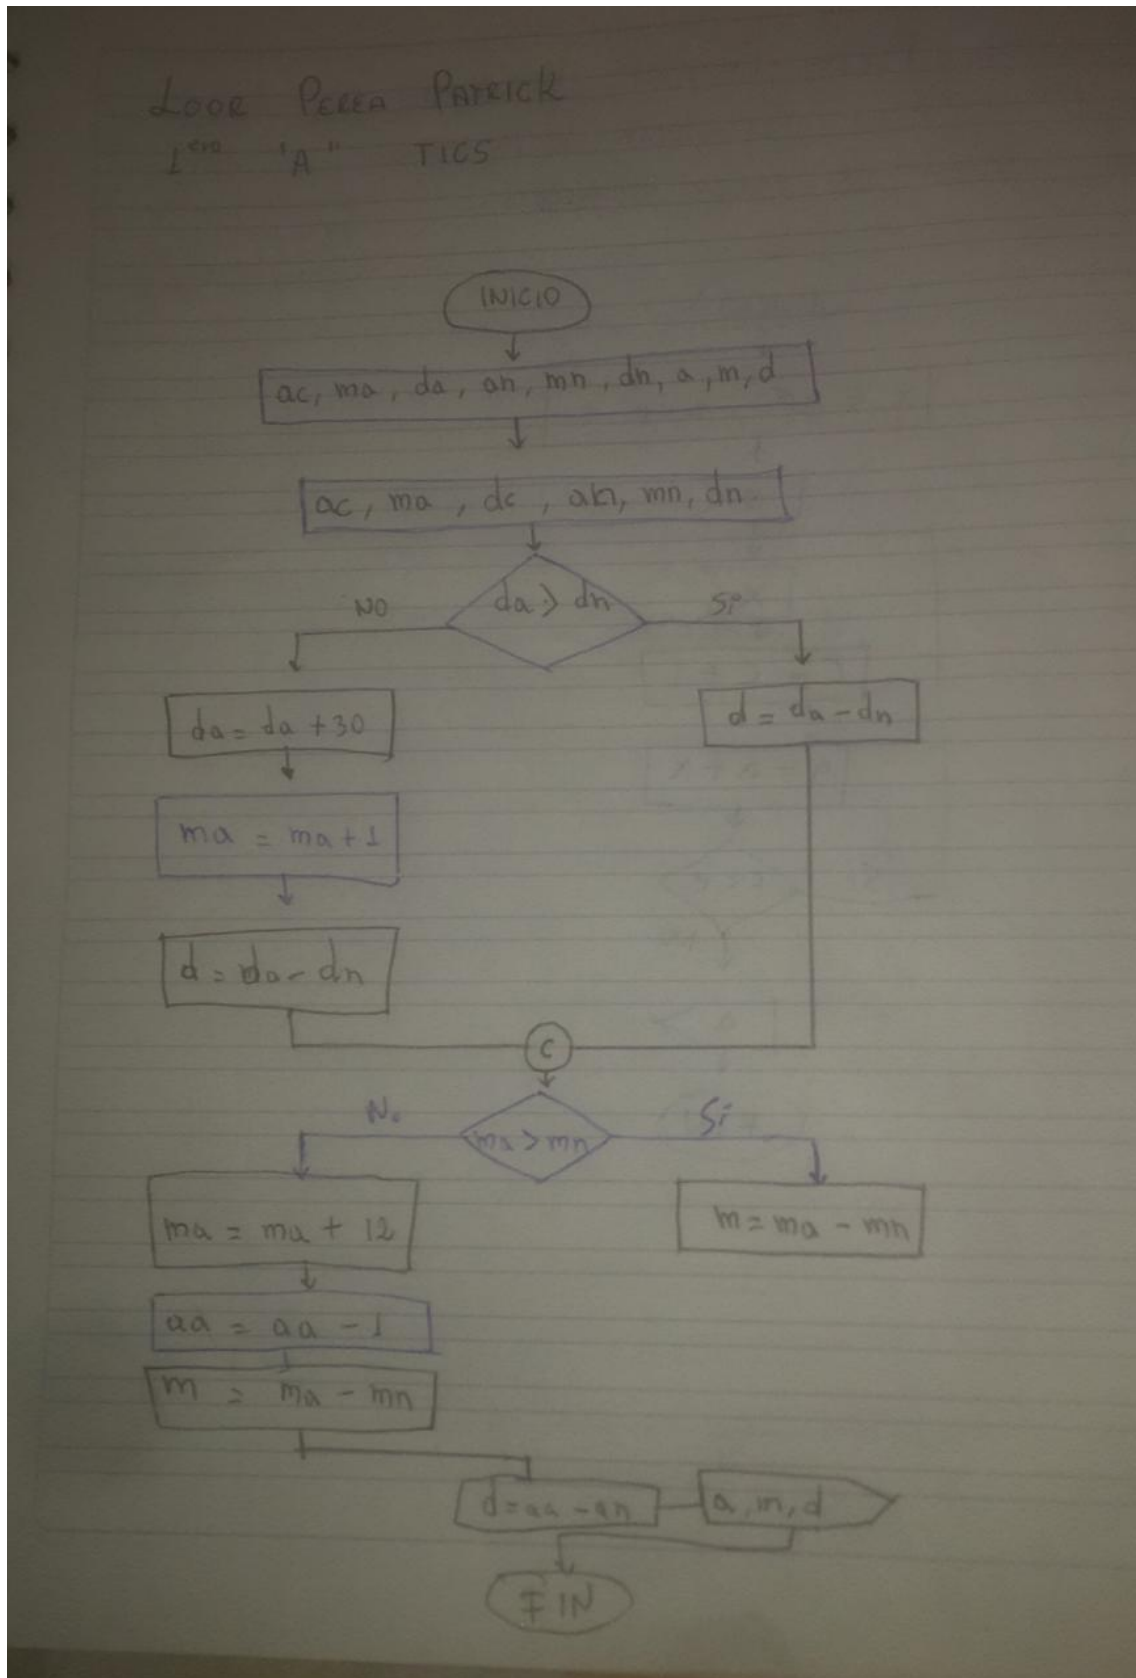 Loor Perea Patrick
1ero "A" TICS
INICIO
ac, ma, da, an, mn, dn, a, m, d
ac, ma, dc, an, mn, dn.
da > dn
NO
Si
da = da + 30
d = da - dn
ma = ma + 1
d = da - dn
C
ma > mn
No
Si
ma = ma + 12
m = ma - mn
aa = aa - 1
m = ma - mn
d = aa - an
a, m, d
FIN